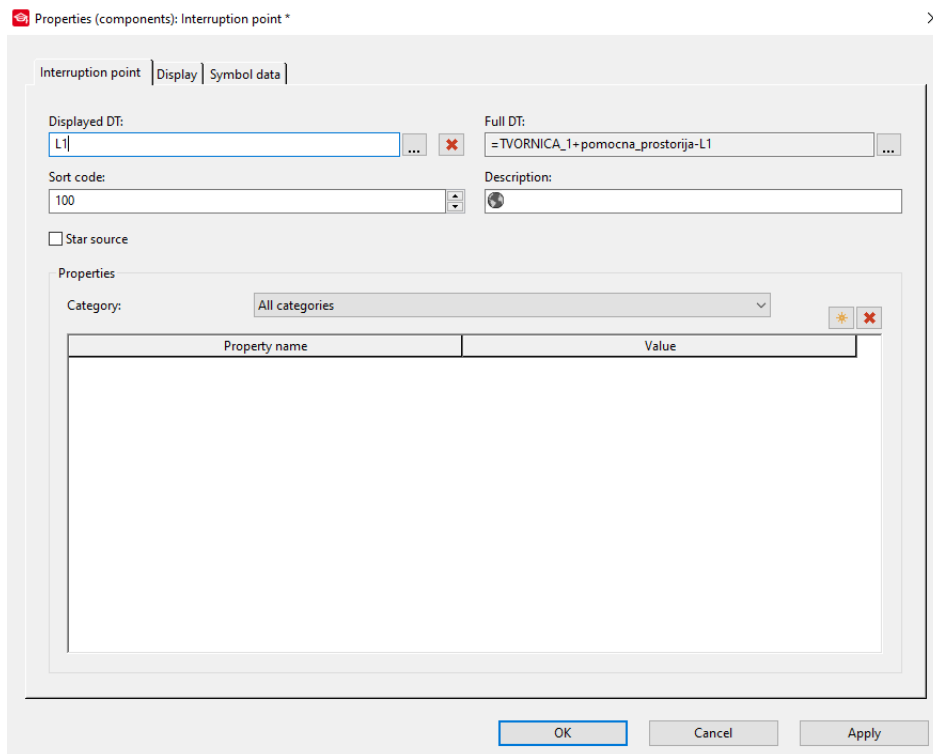 Properties (components): Interruption point *
Interruption point Display Symbol data
Displayed DT: Full DT:
L1 ... =TVORNICA_1+pomocna_prostorija-L1 ...
Sort code: Description:
100
Star source
Properties
Category: All categories
Property name Value
OK Cancel Apply